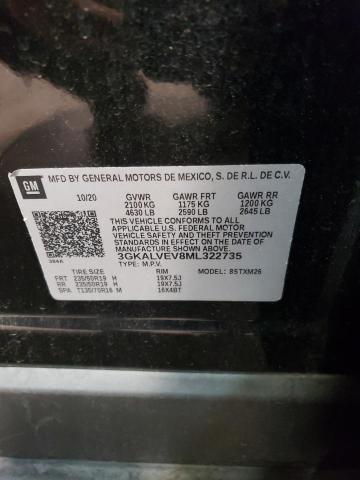 GM
MFD BY GENERAL MOTORS DE MEXICO, S. DE R.L. DE C.V.
10/20 GVWR GAWR FRT GAWR RR
2100 KG 1175 KG 1200 KG
4630 LB 2590 LB 2645 LB
THIS VEHICLE CONFORMS TO ALL
APPLICABLE U.S. FEDERAL MOTOR
VEHICLE SAFETY AND THEFT
PREVENTION STANDARDS IN EFFECT ON THE DATE
OF MANUFACTURE SHOWN ABOVE.
3GKALVEV8ML322735
TYPE: M.P.V. MODEL: 85TXM26
TIRE SIZE RIM
FRT 235/50R19 H 19X7.5J
RR 235/50R19 H 19X7.5J
SPA T135/70R16 M 16X4BT